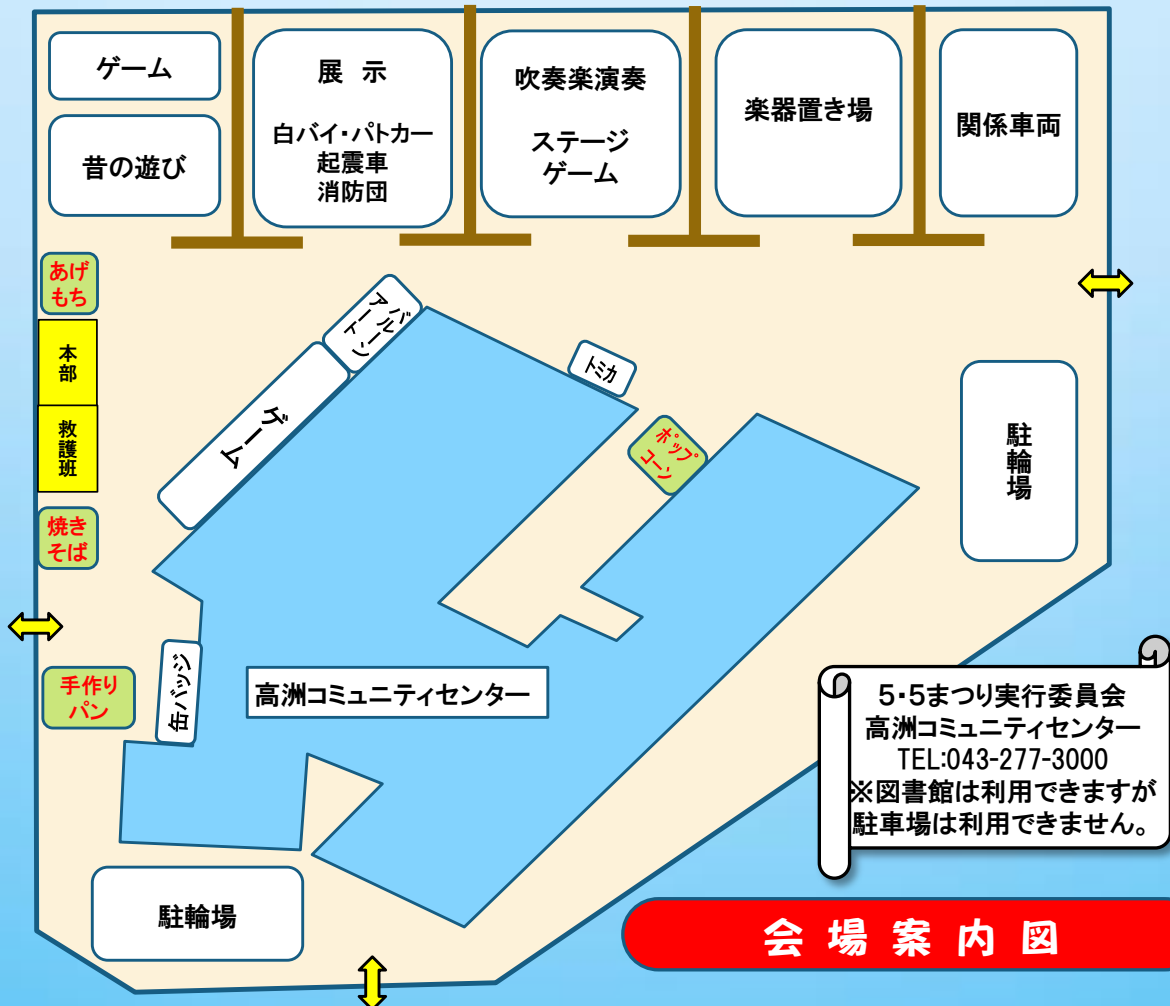 ゲーム
昔の遊び
展 示
白バイ・パトカー
起震車
消防団
吹奏楽演奏
ステージ
ゲーム
楽器置き場
関係車両
あげ
もち
本部
救護班
焼き
そば
手作り
パン
バルーン
アート
ゲーム
トミカ
ポップ
コーン
缶バッジ
高洲コミュニティセンター
駐輪場
駐輪場
5・5まつり実行委員会
高洲コミュニティセンター
TEL:043-277-3000
※図書館は利用できますが
駐車場は利用できません。
会場案内図